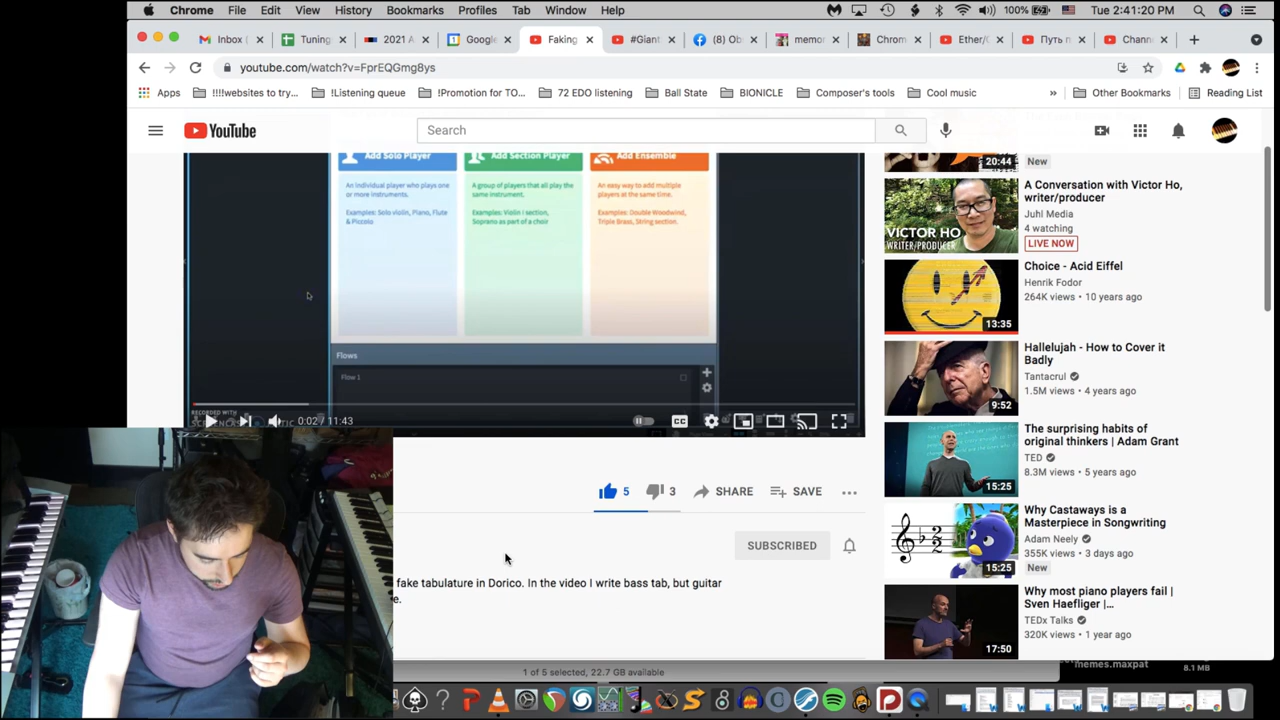 Chrome File Edit View History Bookmarks Profiles Tab Window Help 100% Tue 2:41:20 PM
Inbox ( Tuning: 2021 A Google Faking #Giant (8) Ob memor Chrom Ether/C Путь п Chann
youtube.com/watch?v=FprEQGmg8ys
Apps !!!!websites to try... !Listening queue !Promotion for TO... 72 EDO listening Ball State BIONICLE Composer's tools Cool music » Other Bookmarks Reading List
YouTube Search
Add Solo Player Add Section Player Add Ensemble
An individual player who plays one or more instruments.
Examples: Solo violin, Piano, Flute & Piccolo
A group of players that all play the same instrument.
Examples: Violin I section, Soprano as part of a choir
An easy way to add multiple players at the same time.
Examples: Double Woodwind, Triple Brass, String section.
Flows
Flow 1
RECORDED WITH
0:02 / 11:43
CC
5 3 SHARE SAVE
SUBSCRIBED
fake tabulature in Dorico. In the video I write bass tab, but guitar
e.
20:44
New
VICTOR HO
WRITER/PRODUCER
A Conversation with Victor Ho,
writer/producer
Juhl Media
4 watching
LIVE NOW
13:35
Choice - Acid Eiffel
Henrik Fodor
264K views • 10 years ago
9:52
Hallelujah - How to Cover it
Badly
Tantacrul
1.5M views • 4 years ago
15:25
The surprising habits of
original thinkers | Adam Grant
TED
8.3M views • 5 years ago
15:25
Why Castaways is a
Masterpiece in Songwriting
Adam Neely
355K views • 3 days ago
New
17:50
Why most piano players fail |
Sven Haefliger |...
TEDx Talks
320K views • 1 year ago
1 of 5 selected, 22.7 GB available
memes.maxpat
8.1 MB